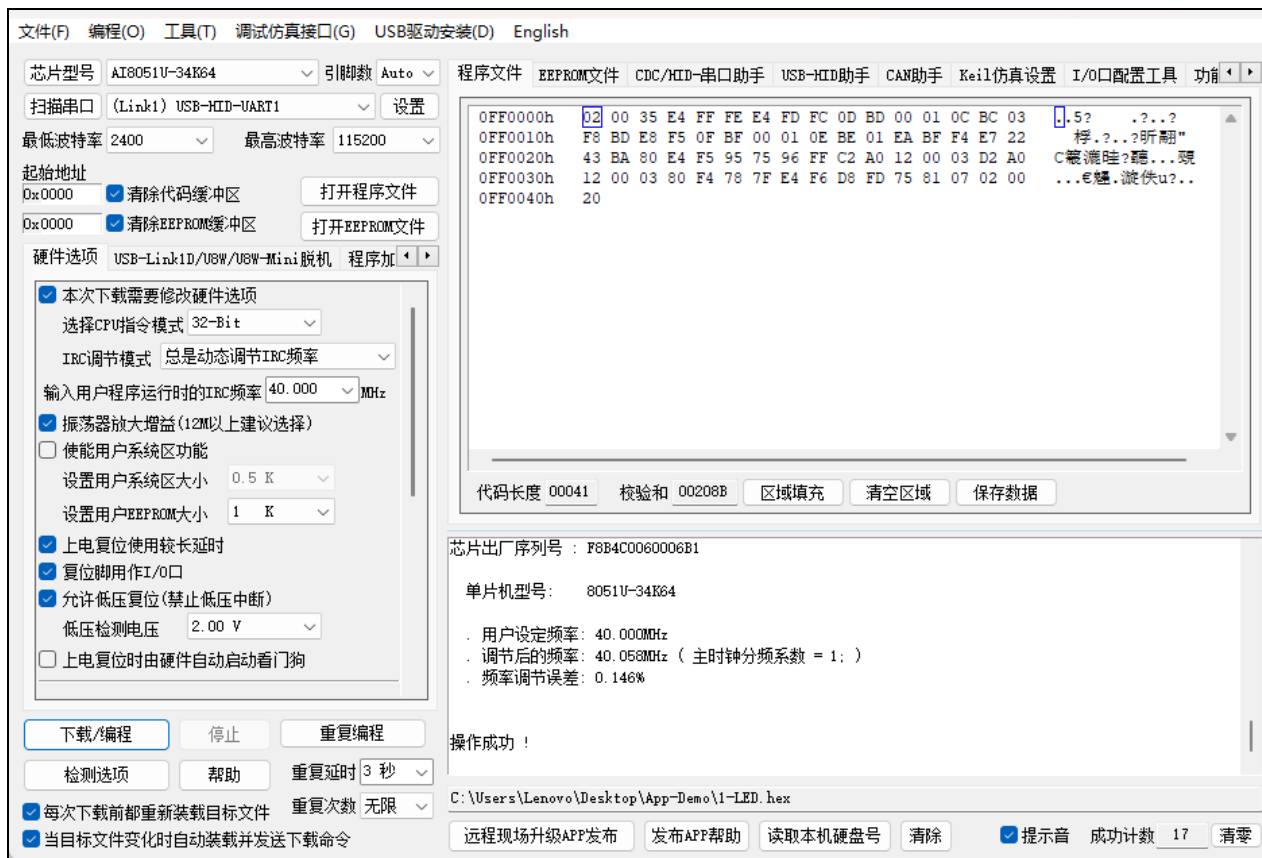 文件(F) 编程(O) 工具(T) 调试仿真接口(G) USB驱动安装(D) English
芯片型号 AI8051U-34K64 引脚数 Auto
扫描串口 (Link1) USB-HID-UART1 设置
最低波特率 2400 最高波特率 115200
起始地址
0x0000 清除代码缓冲区 打开程序文件
0x0000 清除EEPROM缓冲区 打开EEPROM文件
硬件选项 USB-Link1D/U8W/U8W-Mini脱机 程序加
本次下载需要修改硬件选项
选择CPU指令模式 32-Bit
IRC调节模式 总是动态调节IRC频率
输入用户程序运行时的IRC频率 40.000 MHz
振荡器放大增益(12M以上建议选择)
使能用户系统区功能
设置用户系统区大小 0.5 K
设置用户EEPROM大小 1 K
上电复位使用较长延时
复位脚用作I/O口
允许低压复位(禁止低压中断)
低压检测电压 2.00 V
上电复位时由硬件自动启动看门狗
下载/编程 停止 重复编程
检测选项 帮助 重复延时 3 秒
每次下载前都重新装载目标文件 重复次数 无限
当目标文件变化时自动装载并发送下载命令
程序文件 EEPROM文件 CDC/HID-串口助手 USB-HID助手 CAN助手 Keil仿真设置 I/O口配置工具 功能
0FF0000h 02 00 35 E4 FF FE E4 FD FC 0D BD 00 01 0C BC 03 ..5? .?..?
0FF0010h F8 BD E8 F5 0F BF 00 01 0E BE 01 EA BF F4 E7 22
0FF0020h 43 BA 80 E4 F5 95 75 96 FF C2 A0 12 00 03 D2 A0
0FF0030h 12 00 03 80 F4 78 7F E4 F6 D8 FD 75 81 07 02 00
0FF0040h 20
代码长度 00041 校验和 00208B 区域填充 清空区域 保存数据
芯片出厂序列号 : F8B4C0060006B1
单片机型号: 8051U-34K64
. 用户设定频率: 40.000MHz
. 调节后的频率: 40.058MHz ( 主时钟分频系数 = 1; )
. 频率调节误差: 0.146%
操作成功 !
C:\Users\Lenovo\Desktop\App-Demo\1-LED.hex
远程现场升级APP发布 发布APP帮助 读取本机硬盘号 清除 提示音 成功计数 17 清零